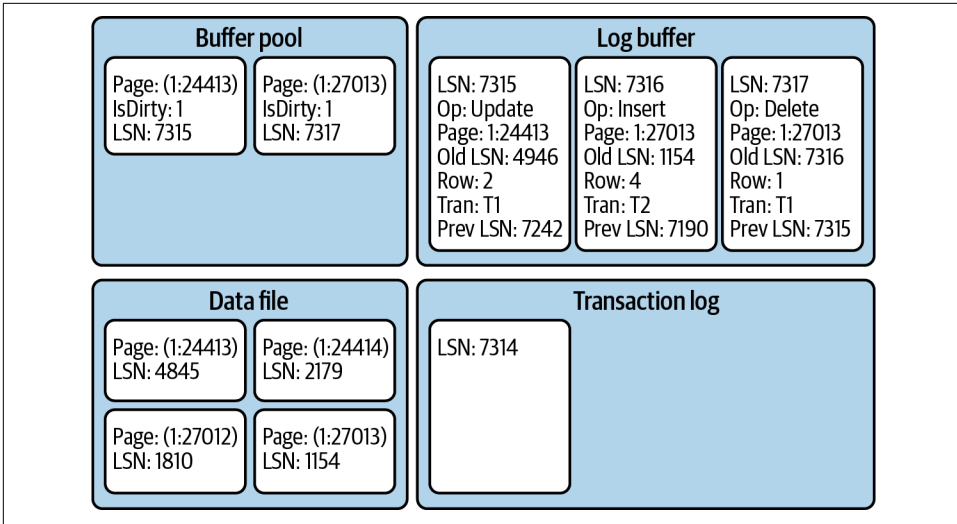 Buffer pool
Page: (1:24413)
IsDirty: 1
LSN: 7315
Page: (1:27013)
IsDirty: 1
LSN: 7317
Log buffer
LSN: 7315
Op: Update
Page: 1:24413
Old LSN: 4946
Row: 2
Tran: T1
Prev LSN: 7242
LSN: 7316
Op: Insert
Page: 1:27013
Old LSN: 1154
Row: 4
Tran: T2
Prev LSN: 7190
LSN: 7317
Op: Delete
Page: 1:27013
Old LSN: 7316
Row: 1
Tran: T1
Prev LSN: 7315
Data file
Page: (1:24413)
LSN: 4845
Page: (1:24414)
LSN: 2179
Page: (1:27012)
LSN: 1810
Page: (1:27013)
LSN: 1154
Transaction log
LSN: 7314